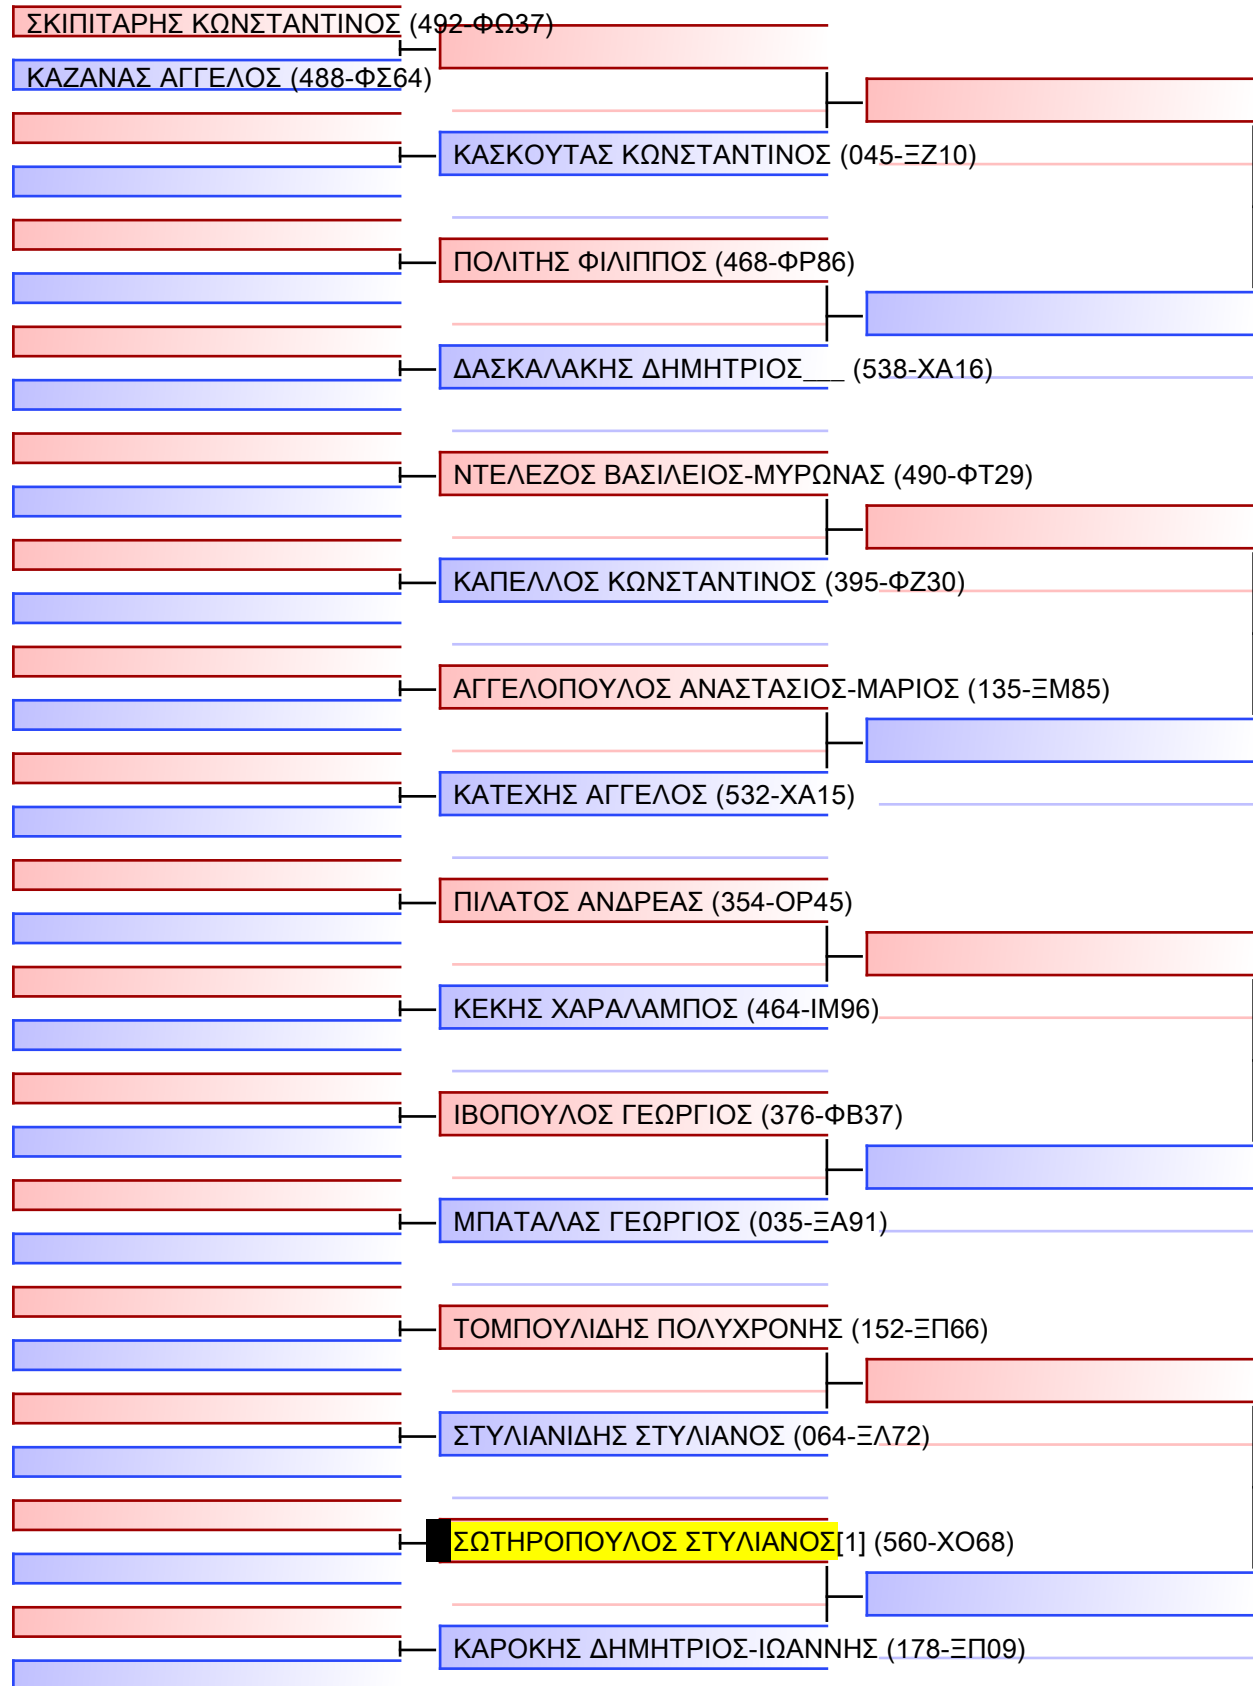 ΣΚΙΠΙΤΑΡΗΣ ΚΩΝΣΤΑΝΤΙΝΟΣ (492-ΦΩ37)
ΚΑΖΑΝΑΣ ΑΓΓΕΛΟΣ (488-ΦΣ64)
ΚΑΣΚΟΥΤΑΣ ΚΩΝΣΤΑΝΤΙΝΟΣ (045-ΞΖ10)
ΠΟΛΙΤΗΣ ΦΙΛΙΠΠΟΣ (468-ΦΡ86)
ΔΑΣΚΑΛΑΚΗΣ ΔΗΜΗΤΡΙΟΣ___ (538-ΧΑ16)
ΝΤΕΛΕΖΟΣ ΒΑΣΙΛΕΙΟΣ-ΜΥΡΩΝΑΣ (490-ΦΤ29)
ΚΑΠΕΛΛΟΣ ΚΩΝΣΤΑΝΤΙΝΟΣ (395-ΦΖ30)
ΑΓΓΕΛΟΠΟΥΛΟΣ ΑΝΑΣΤΑΣΙΟΣ-ΜΑΡΙΟΣ (135-ΞΜ85)
ΚΑΤΕΧΗΣ ΑΓΓΕΛΟΣ (532-ΧΑ15)
ΠΙΛΑΤΟΣ ΑΝΔΡΕΑΣ (354-ΟΡ45)
ΚΕΚΗΣ ΧΑΡΑΛΑΜΠΟΣ (464-ΙΜ96)
ΙΒΟΠΟΥΛΟΣ ΓΕΩΡΓΙΟΣ (376-ΦΒ37)
ΜΠΑΤΑΛΑΣ ΓΕΩΡΓΙΟΣ (035-ΞΑ91)
ΤΟΜΠΟΥΛΙΔΗΣ ΠΟΛΥΧΡΟΝΗΣ (152-ΞΠ66)
ΣΤΥΛΙΑΝΙΔΗΣ ΣΤΥΛΙΑΝΟΣ (064-ΞΛ72)
ΣΩΤΗΡΟΠΟΥΛΟΣ ΣΤΥΛΙΑΝΟΣ[1] (560-ΧΟ68)
ΚΑΡΟΚΗΣ ΔΗΜΗΤΡΙΟΣ-ΙΩΑΝΝΗΣ (178-ΞΠ09)